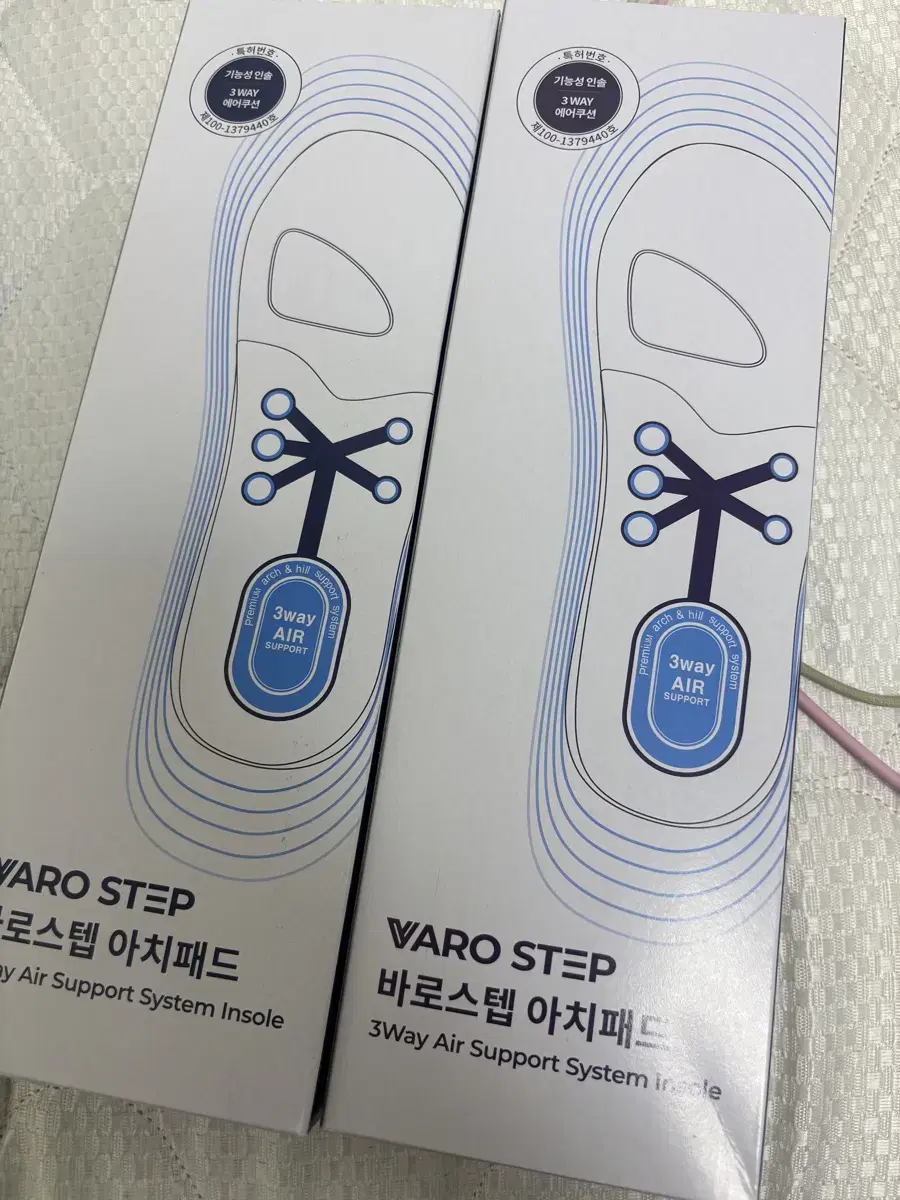 ·특허번호·
기능성 인솔
3 WAY
에어쿠션
제100-1379440호
premiuM arch & hill support system
3way
AIR
SUPPORT
VARO STEP
바로스텝 아치패드
Air Support System Insole
·특허번호·
기능성 인솔
3 WAY
에어쿠션
제100-1379440호
premiuM arch & hill support system
3way
AIR
SUPPORT
VARO STEP
바로스텝 아치패드
3Way Air Support System Insole